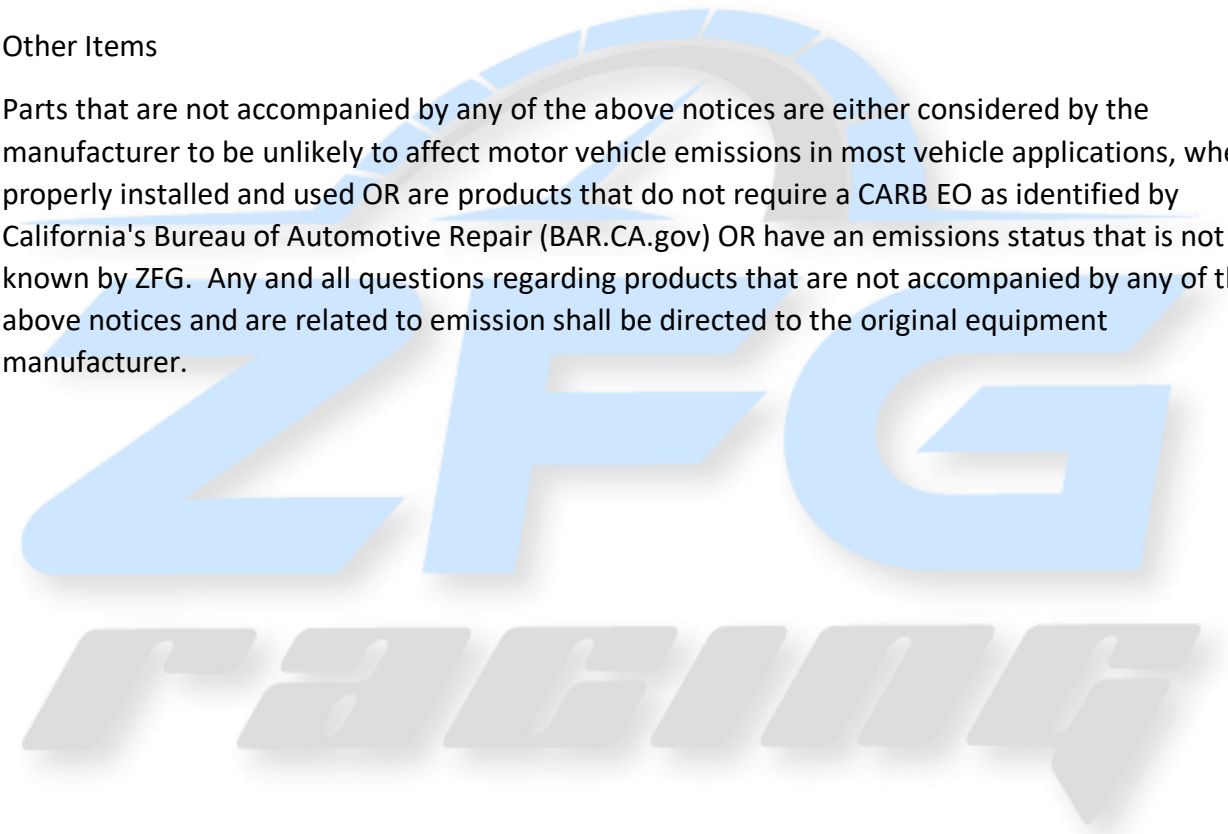 Other Items
Parts that are not accompanied by any of the above notices are either considered by the
manufacturer to be unlikely to affect motor vehicle emissions in most vehicle applications, whe
properly installed and used OR are products that do not require a CARB EO as identified by
California's Bureau of Automotive Repair (BAR.CA.gov) OR have an emissions status that is not
known by ZFG.  Any and all questions regarding products that are not accompanied by any of th
above notices and are related to emission shall be directed to the original equipment
manufacturer.
ZFG
racing